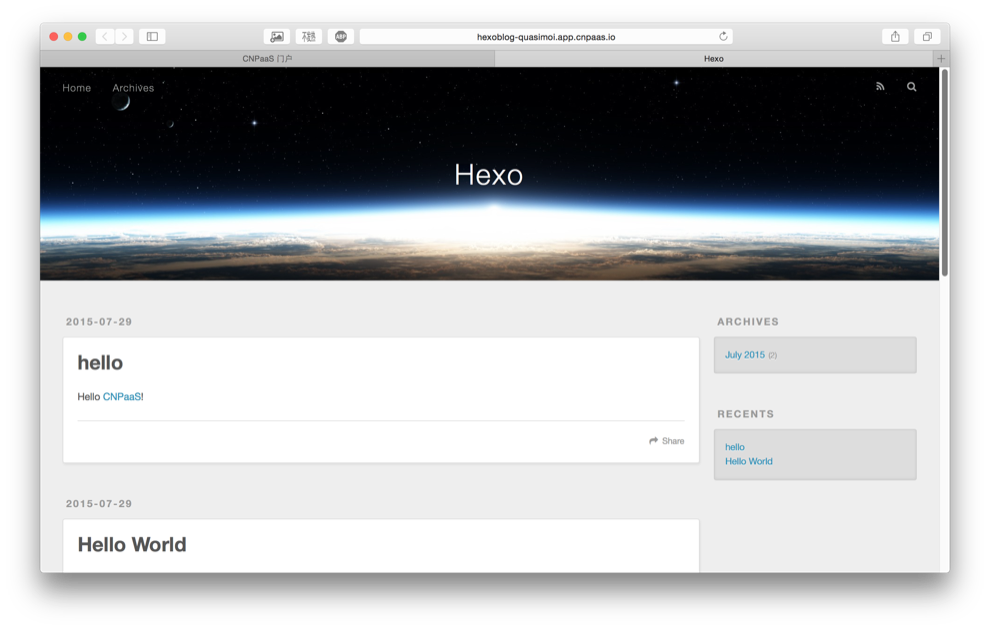 ABP
hexoblog-quasimoi.app.cnpaas.io
CNPaaS 门户
Hexo
Home
Archives
Hexo
2015-07-29
hello
Hello CNPaaS!
Share
2015-07-29
Hello World
ARCHIVES
July 2015 (2)
RECENTS
hello
Hello World